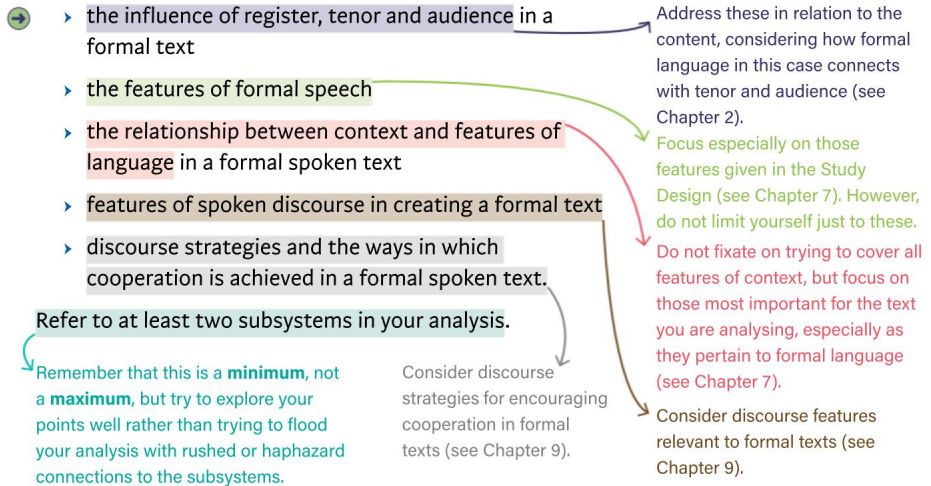 the influence of register, tenor and audience in a
formal text
the features of formal speech
the relationship between context and features of
language in a formal spoken text
features of spoken discourse in creating a formal text
discourse strategies and the ways in which
cooperation is achieved in a formal spoken text.
Refer to at least two subsystems in your analysis.
Address these in relation to the
content, considering how formal
language in this case connects
with tenor and audience (see
Chapter 2).
Focus especially on those
features given in the Study
Design (see Chapter 7). However,
do not limit yourself just to these.
Do not fixate on trying to cover all
features of context, but focus on
those most important for the text
you are analysing, especially as
they pertain to formal language
(see Chapter 7).
Consider discourse features
relevant to formal texts (see
Chapter 9).
Consider discourse
strategies for encouraging
cooperation in formal
texts (see Chapter 9).
Remember that this is a minimum, not
a maximum, but try to explore your
points well rather than trying to flood
your analysis with rushed or haphazard
connections to the subsystems.